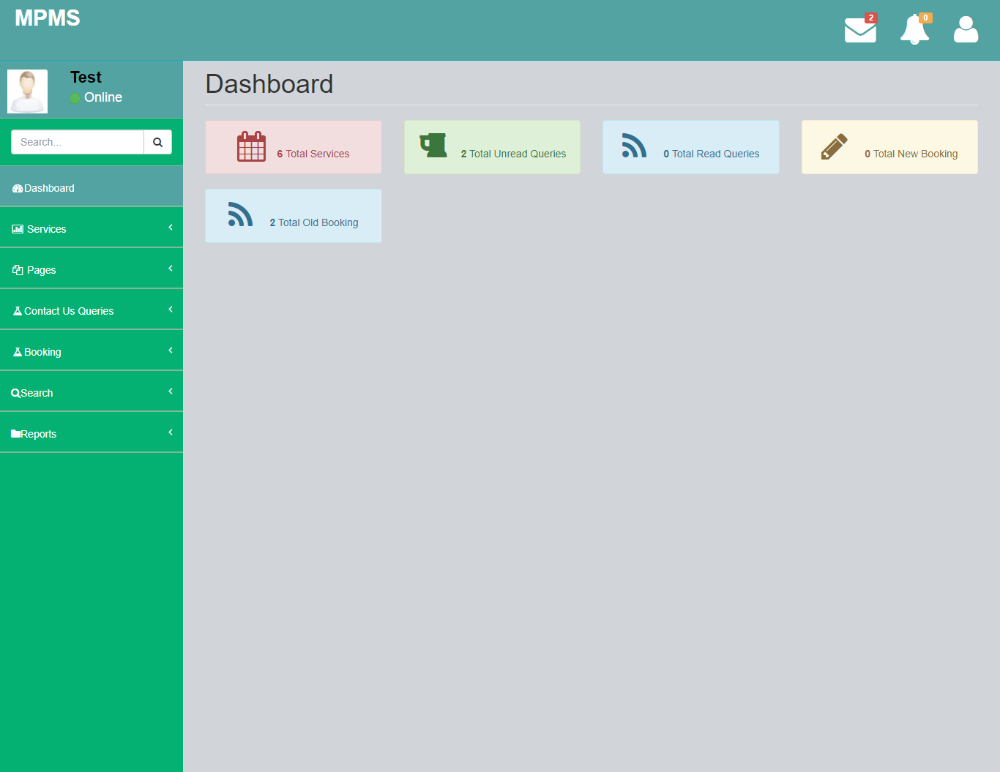 MPMS
2
0
Test
Online
Search...
Dashboard
Services
Pages
Contact Us Queries
Booking
Search
Reports
Dashboard
6 Total Services
2 Total Unread Queries
0 Total Read Queries
0 Total New Booking
2 Total Old Booking